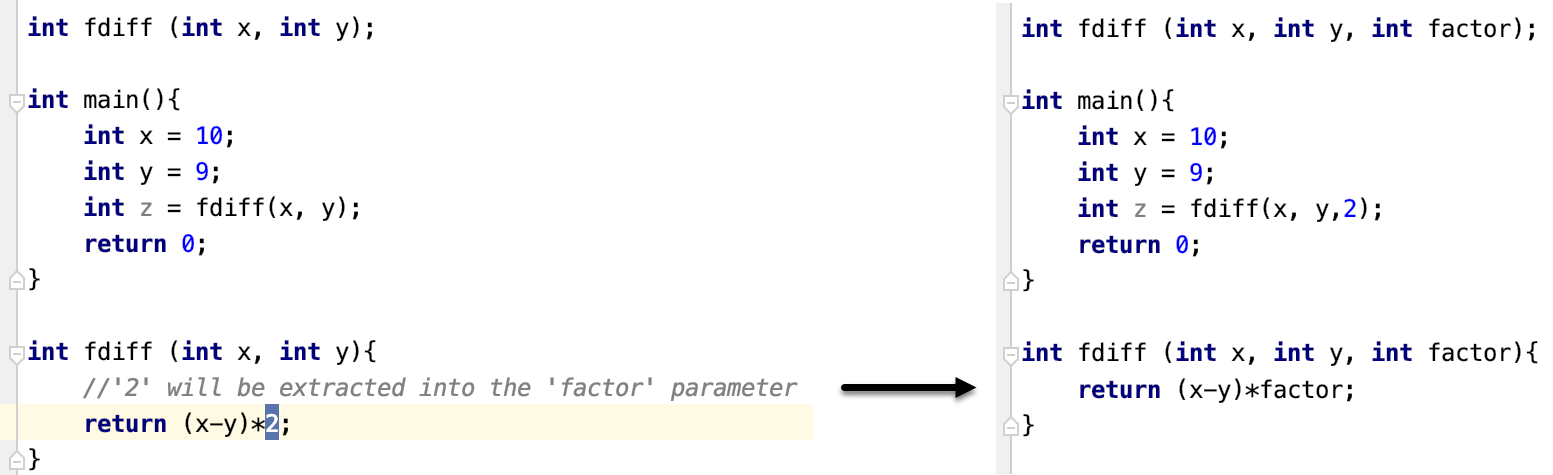 int fdiff (int x, int y);
int main(){
int x = 10;
int y = 9;
int z = fdiff(x, y);
return 0;
}
int fdiff (int x, int y){
//'2' will be extracted into the 'factor' parameter
return (x-y)*2;
}
int fdiff (int x, int y, int factor);
int main(){
int x = 10;
int y = 9;
int z = fdiff(x, y,2);
return 0;
}
int fdiff (int x, int y, int factor){
return (x-y)*factor;
}